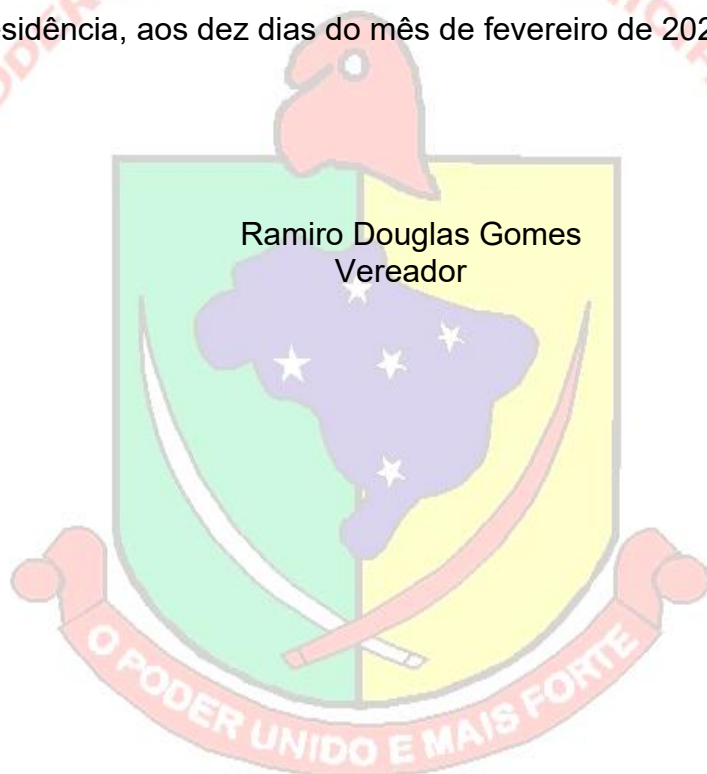 sidência, aos dez dias do mês de fevereiro de 202
Ramiro Douglas Gomes
Vereador
O PODER UNIDO E MAIS FORTE